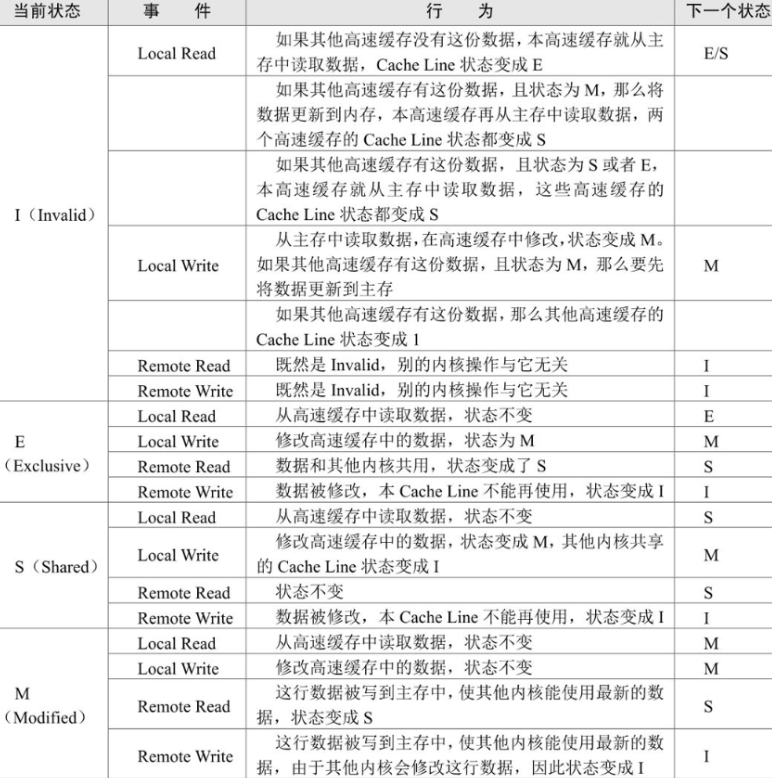 当前状态 事 件 行 为 下一个状态
I（Invalid）
Local Read
如果其他高速缓存没有这份数据，本高速缓存就从主
存中读取数据，Cache Line 状态变成 E
E/S
如果其他高速缓存有这份数据，且状态为 M，那么将
数据更新到内存，本高速缓存再从主存中读取数据，两
个高速缓存的 Cache Line 状态都变成 S
如果其他高速缓存有这份数据，且状态为 S 或者 E，
本高速缓存就从主存中读取数据，这些高速缓存的
Cache Line 状态都变成 S
Local Write
从主存中读取数据，在高速缓存中修改，状态变成 M。
如果其他高速缓存有这份数据，且状态为 M，那么要先
将数据更新到主存
M
如果其他高速缓存有这份数据，那么其他高速缓存的
Cache Line 状态变成 1
Remote Read 既然是 Invalid，别的内核操作与它无关 I
Remote Write 既然是 Invalid，别的内核操作与它无关 I
E
（Exclusive）
Local Read 从高速缓存中读取数据，状态不变 E
Local Write 修改高速缓存中的数据，状态为 M M
Remote Read 数据和其他内核共用，状态变成了 S S
Remote Write 数据被修改，本 Cache Line 不能再使用，状态变成 I I
S（Shared）
Local Read 从高速缓存中读取数据，状态不变 S
Local Write
修改高速缓存中的数据，状态变成 M，其他内核共享
的 Cache Line 状态变成 I
M
Remote Read 状态不变 S
Remote Write 数据被修改，本 Cache Line 不能再使用，状态变成 I I
M
（Modified）
Local Read 从高速缓存中读取数据，状态不变 M
Local Write 修改高速缓存中的数据，状态不变 M
Remote Read
这行数据被写到主存中，使其他内核能使用最新的数
据，状态变成 S
S
Remote Write
这行数据被写到主存中，使其他内核能使用最新的数
据，由于其他内核会修改这行数据，因此状态变成 I
I